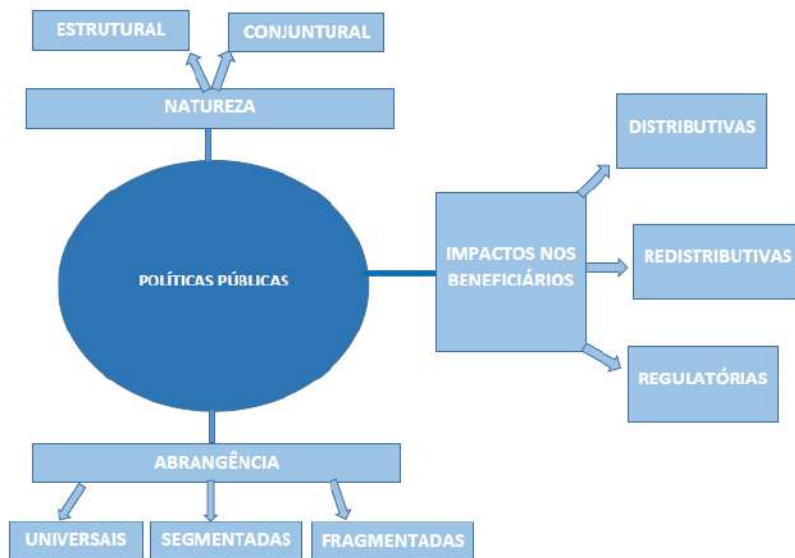 ESTRUTURAL
CONJUNTURAL
NATUREZA
DISTRIBUTIVAS
POLÍTICAS PÚBLICAS
IMPACTOS NOS
BENEFICIÁRIOS
REDISTRIBUTIVAS
REGULATÓRIAS
ABRANGÊNCIA
UNIVERSAIS
SEGMENTADAS
FRAGMENTADAS